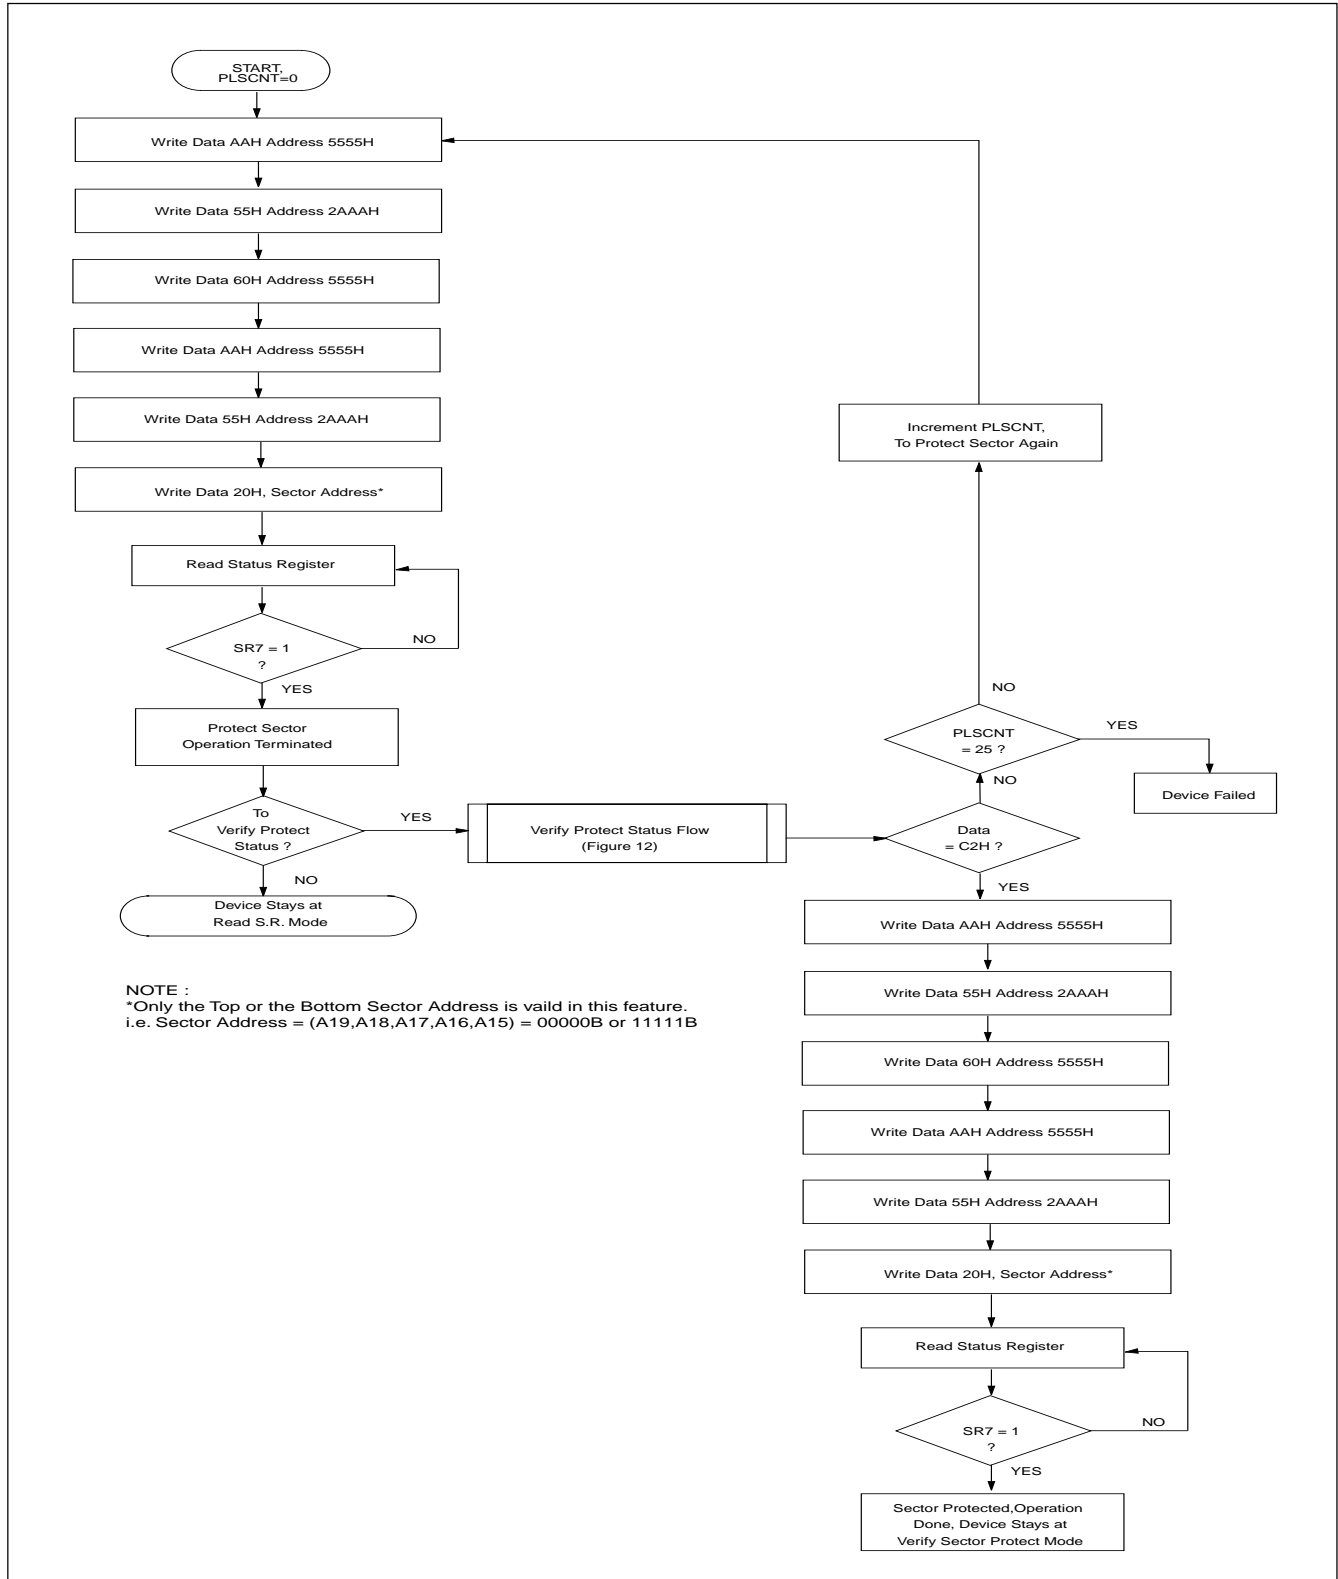 START,
PLSCNT=0
Write Data AAH Address 5555H
Write Data 55H Address 2AAAH
Write Data 60H Address 5555H
Write Data AAH Address 5555H
Write Data 55H Address 2AAAH
Write Data 20H, Sector Address*
Read Status Register
NO
SR7 = 1
?
YES
Protect Sector
Operation Terminated
To
Verify Protect
Status ?
YES
NO
Device Stays at
Read S.R. Mode
Verify Protect Status Flow
(Figure 12)
Increment PLSCNT,
To Protect Sector Again
NO
PLSCNT
= 25 ?
YES
Device Failed
NO
Data
= C2H ?
YES
Write Data AAH Address 5555H
Write Data 55H Address 2AAAH
Write Data 60H Address 5555H
Write Data AAH Address 5555H
Write Data 55H Address 2AAAH
Write Data 20H, Sector Address*
Read Status Register
NO
SR7 = 1
?
YES
Sector Protected,Operation
Done, Device Stays at
Verify Sector Protect Mode
NOTE :
*Only the Top or the Bottom Sector Address is vaild in this feature.
i.e. Sector Address = (A19,A18,A17,A16,A15) = 00000B or 11111B